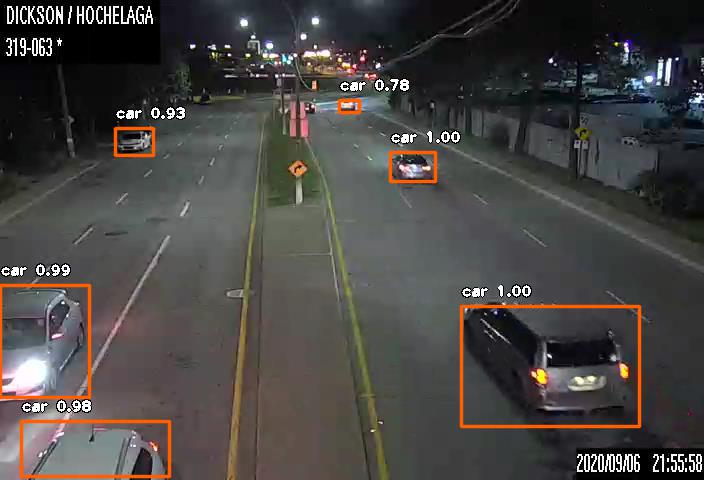 DICKSON / HOCHELAGA
319-063 *
car 0.78
car 0.93
car 1.00
car 0.99
car 1.00
car 0.98
2020/09/06 21:55:58